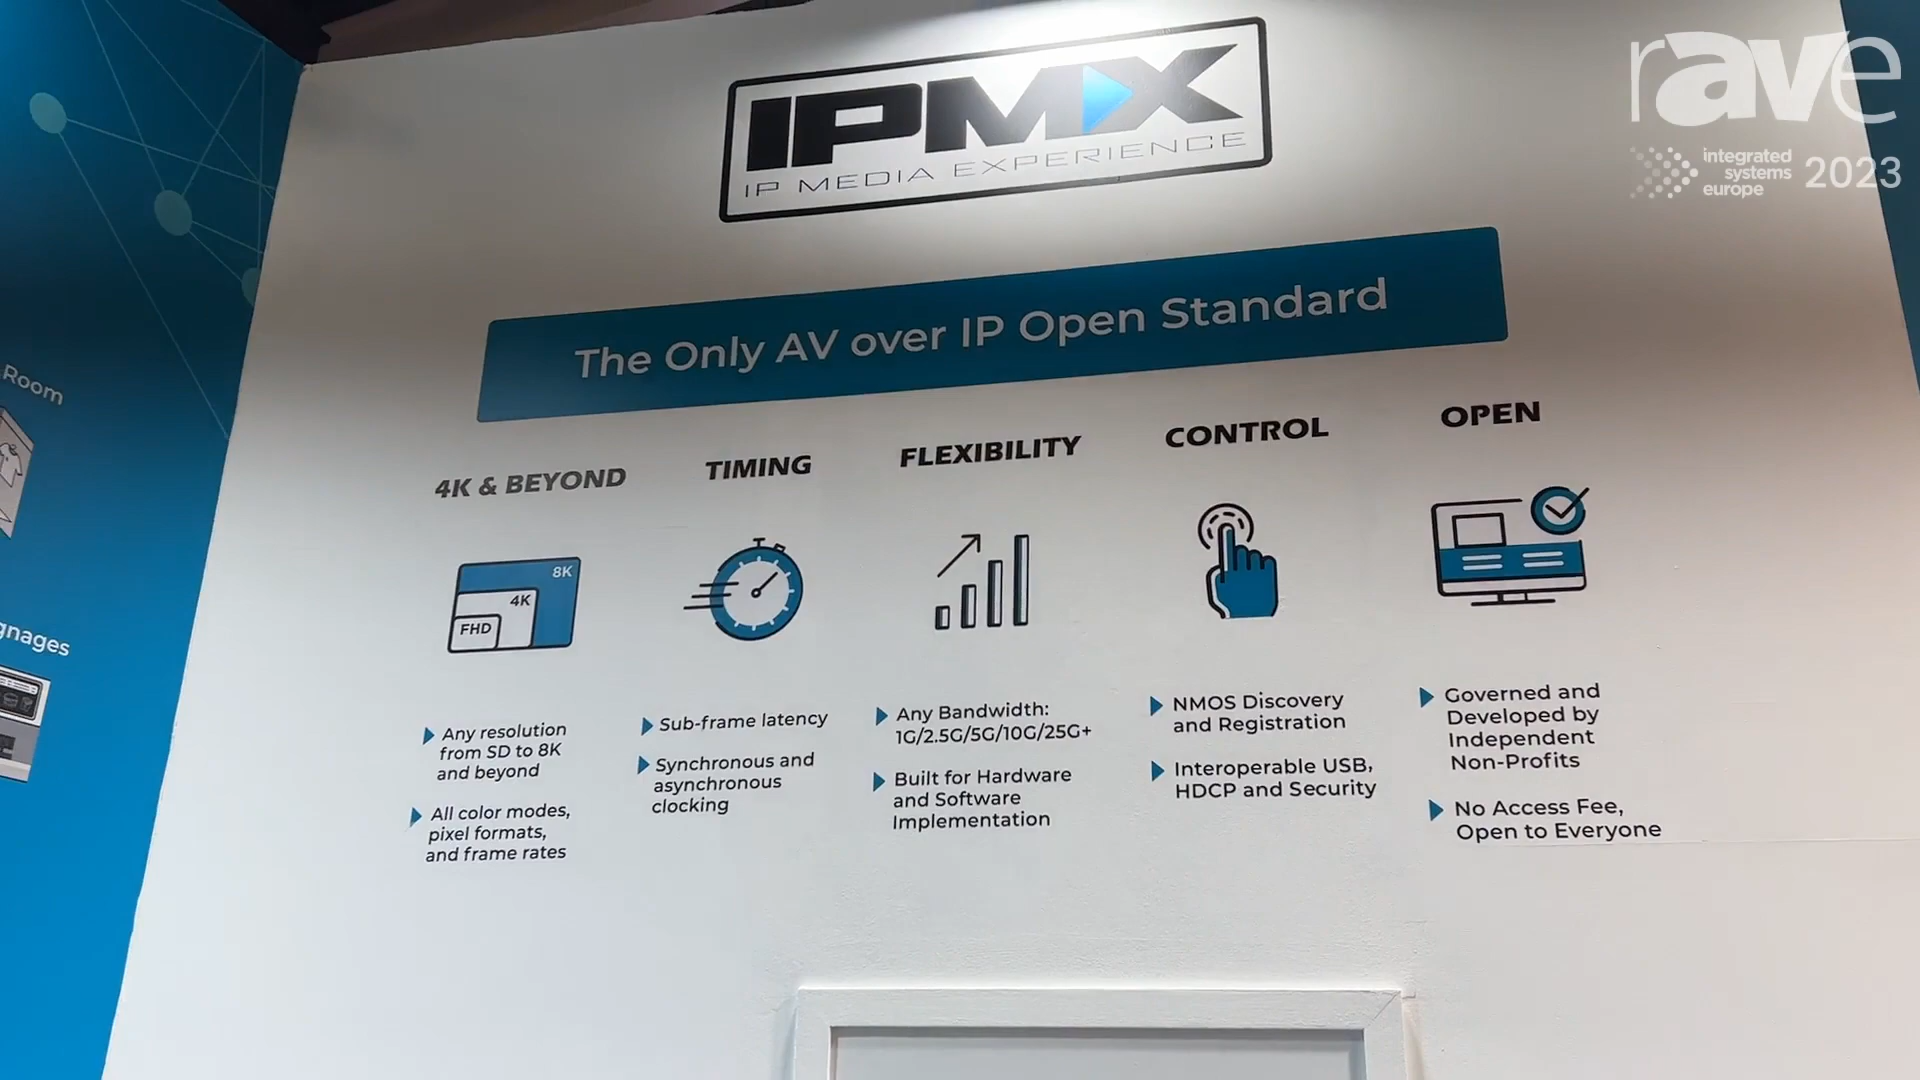 rave
integrated
systems
europe
2023
IPMX
IP MEDIA EXPERIENCE
The Only AV over IP Open Standard
4K & BEYOND
8K
4K
FHD
Any resolution
from SD to 8K
and beyond
All color modes,
pixel formats,
and frame rates
TIMING
Sub-frame latency
Synchronous and
asynchronous
clocking
FLEXIBILITY
Any Bandwidth:
1G/2.5G/5G/10G/25G+
Built for Hardware
and Software
Implementation
CONTROL
NMOS Discovery
and Registration
Interoperable USB,
HDCP and Security
OPEN
Governed and
Developed by
Independent
Non-Profits
No Access Fee,
Open to Everyone
Room
gnages